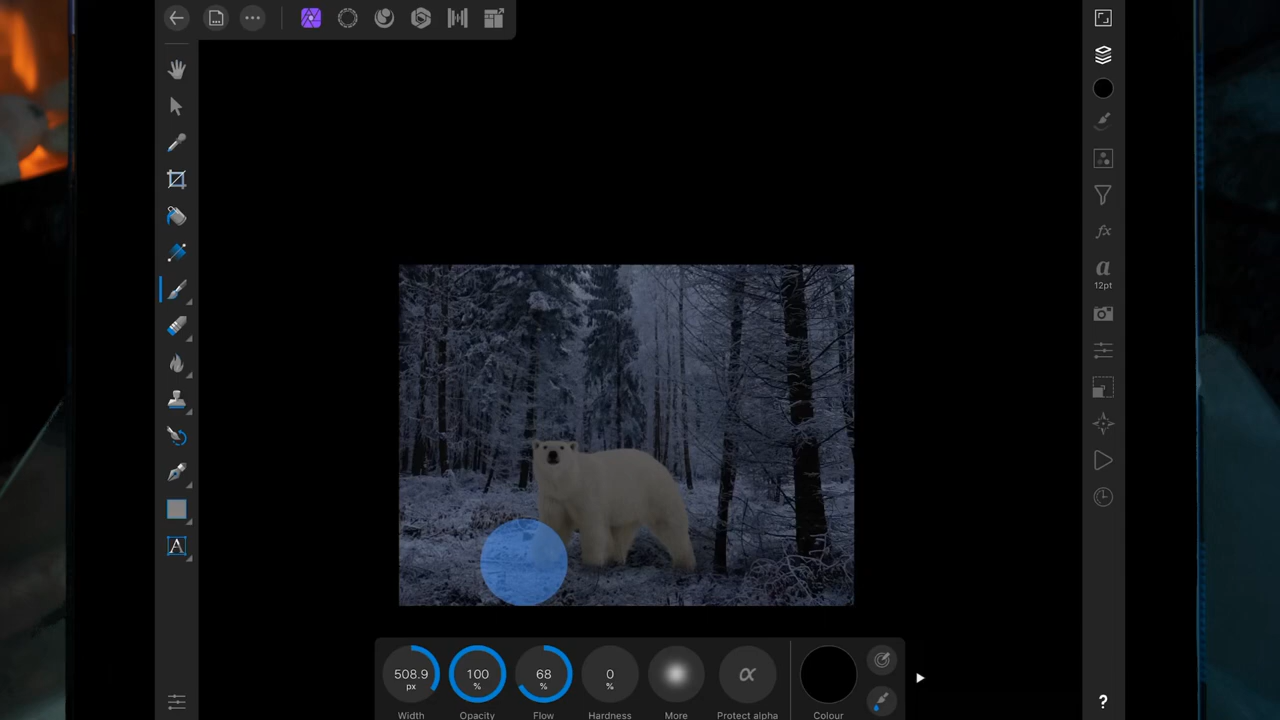 12pt
508.9
px
100
%
68
%
0
%
Width
Opacity
Flow
Hardness
More
Protect alpha
Colour